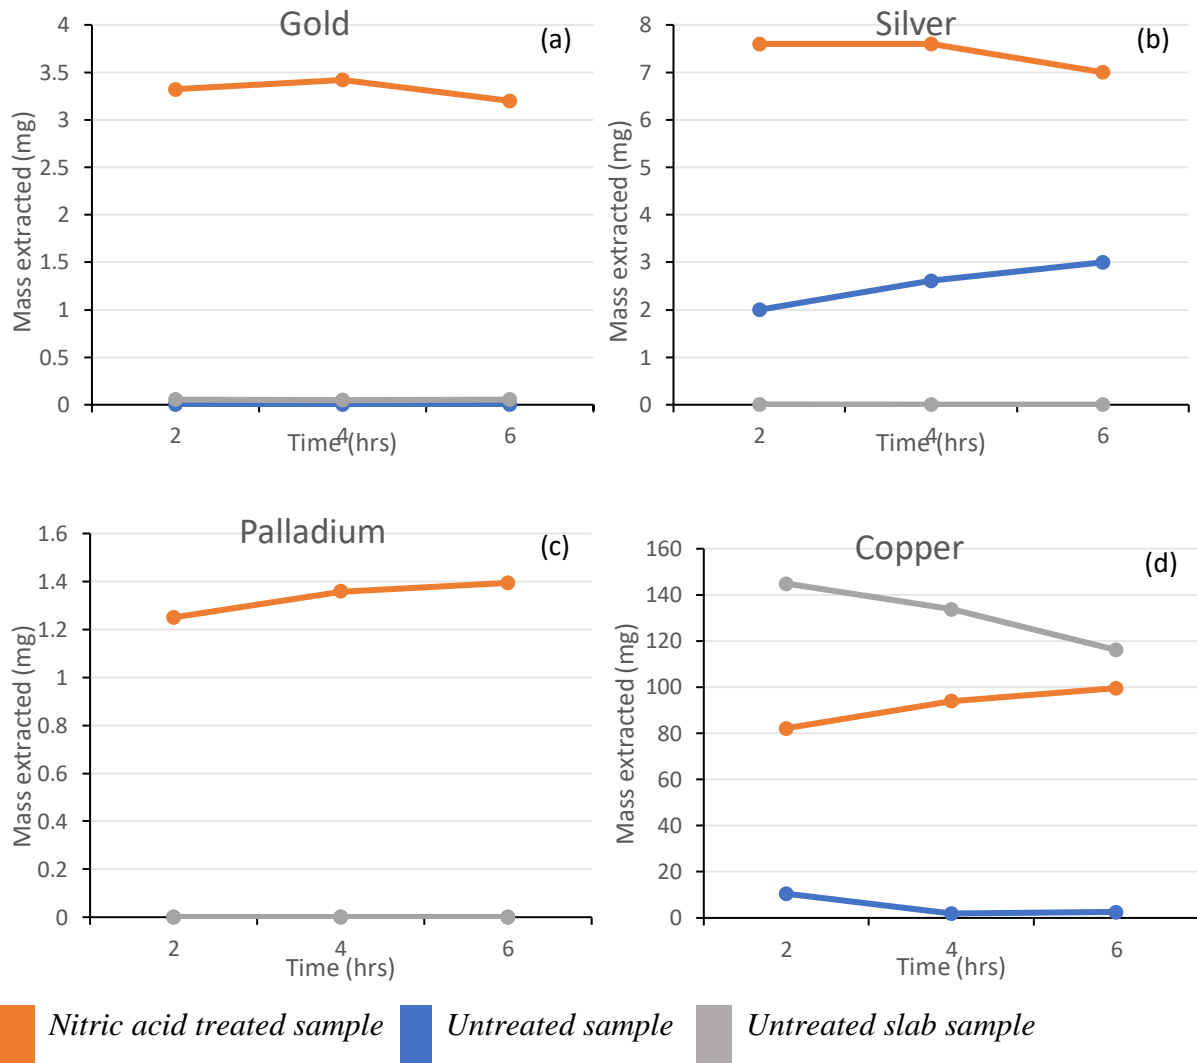 Gold
(a)
4
3.5
3
2.5
2
1.5
1
0.5
0
Mass extracted (mg)
2 4 6
Time (hrs)
Silver
(b)
8
7
6
5
4
3
2
1
0
Mass extracted (mg)
2 4 6
Time (hrs)
Palladium
(c)
1.6
1.4
1.2
1
0.8
0.6
0.4
0.2
0
Mass extracted (mg)
2 4 6
Time (hrs)
Copper
(d)
160
140
120
100
80
60
40
20
0
Mass extracted (mg)
2 4 6
Time (hrs)
Nitric acid treated sample Untreated sample Untreated slab sample